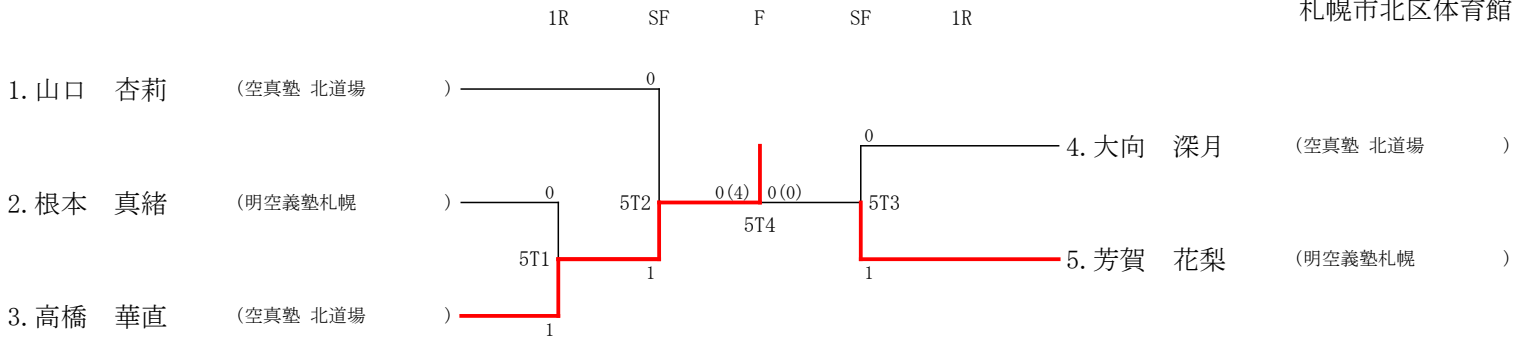 札幌市北区体育館
1R SF F SF 1R
1.山口　杏莉 (空真塾 北道場 ) 0
0 4.大向　深月 (空真塾 北道場 )
2.根本　真緒 (明空義塾札幌 ) 0 5T2 0(4) 0(0) 5T3
5T4
5T1 1 1 5.芳賀　花梨 (明空義塾札幌 )
3.高橋　華直 (空真塾 北道場 ) 1